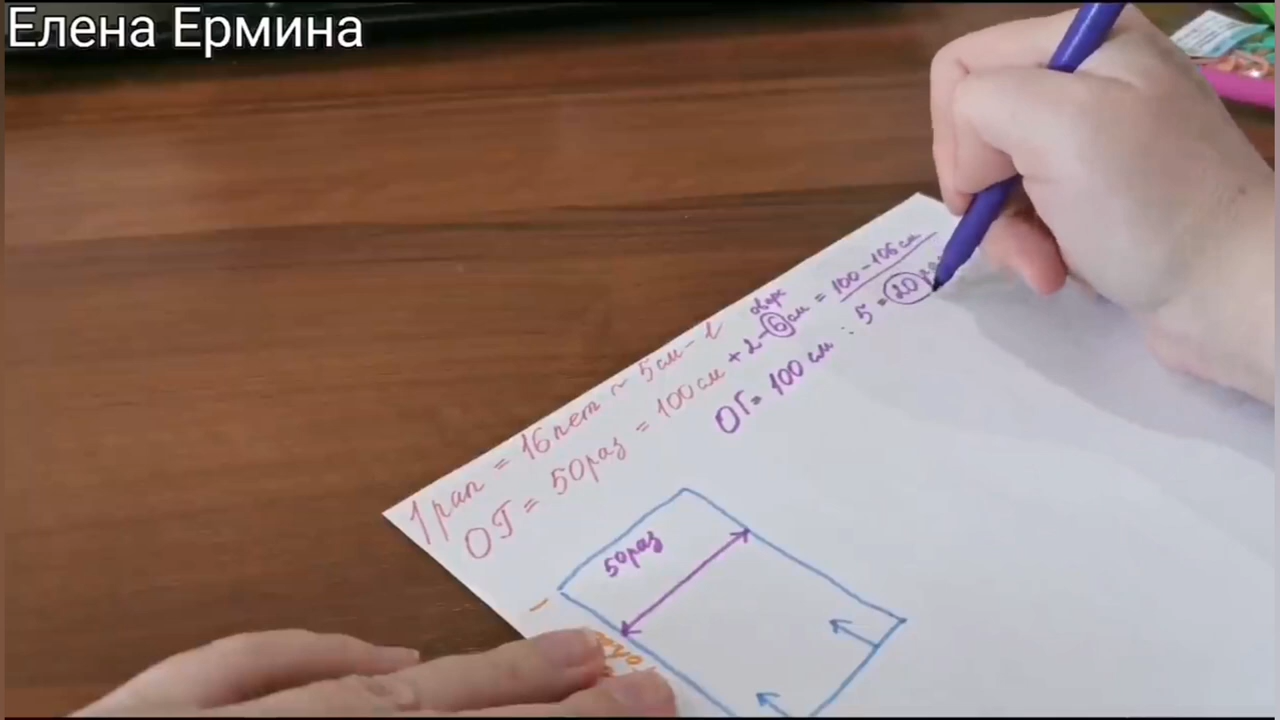 Елена Ермина
1 рап = 16 пет ~ 5 см - 1
ОГ = 50 раз = 100 см + 2-6 см = 100-106 см
ОГ = 100 см : 5 = 20
50 раз